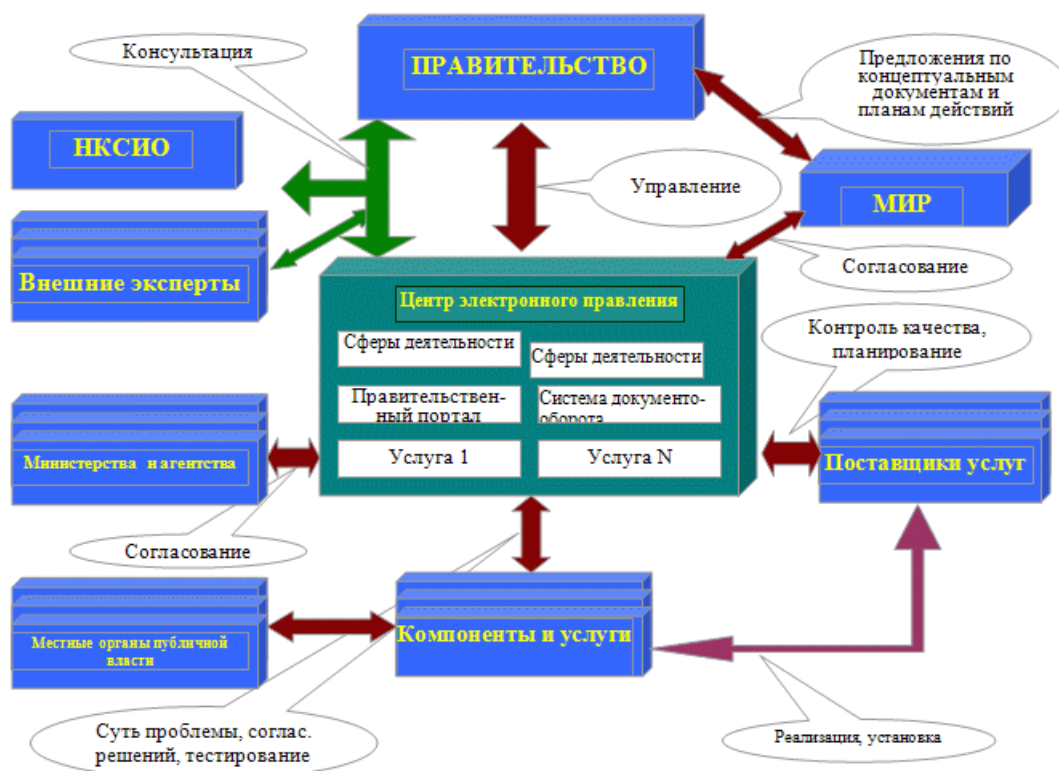 Консультация
ПРАВИТЕЛЬСТВО
Предложения по
концептуальным
документам и
планам действий
НКСИО
Управление
МИР
Внешние эксперты
Согласование
Центр электронного правления
Сферы деятельности
Сферы деятельности
Контроль качества,
планирование
Правительствен-
ный портал
Система документо-
оборота
Министерства и агентства
Услуга 1
Услуга N
Поставщики услуг
Согласование
Местные органы публичной
власти
Компоненты и услуги
Суть проблемы, соглас.
решений, тестирование
Реализация, установка